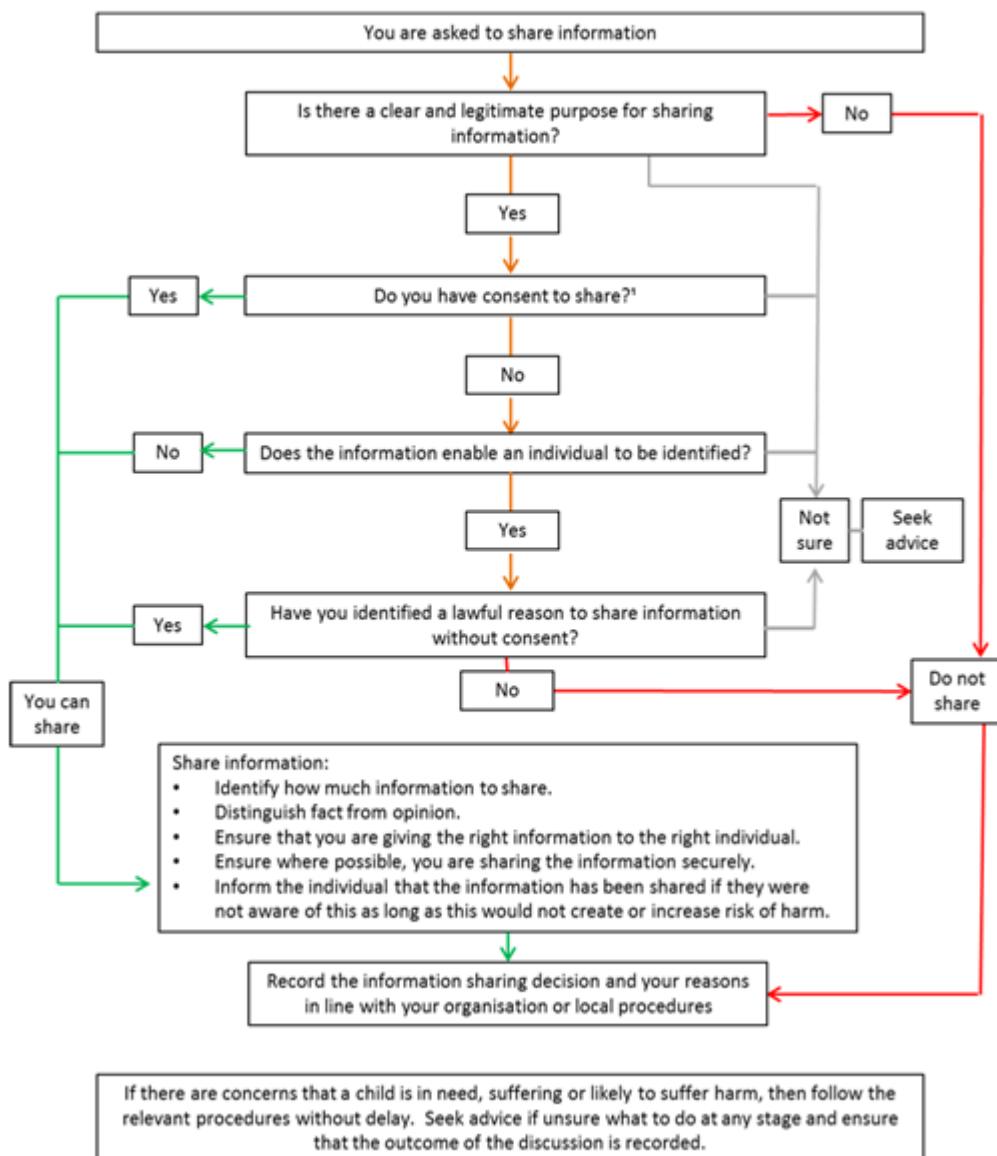 You are asked to share information
Is there a clear and legitimate purpose for sharing
information?
No
Yes
Yes
Do you have consent to share?¹
No
No
Does the information enable an individual to be identified?
Yes
Not
sure
Seek
advice
Yes
Have you identified a lawful reason to share information
without consent?
No
Do not
share
You can
share
Share information:
• Identify how much information to share.
• Distinguish fact from opinion.
• Ensure that you are giving the right information to the right individual.
• Ensure where possible, you are sharing the information securely.
• Inform the individual that the information has been shared if they were
not aware of this as long as this would not create or increase risk of harm.
Record the information sharing decision and your reasons
in line with your organisation or local procedures
If there are concerns that a child is in need, suffering or likely to suffer harm, then follow the
relevant procedures without delay. Seek advice if unsure what to do at any stage and ensure
that the outcome of the discussion is recorded.